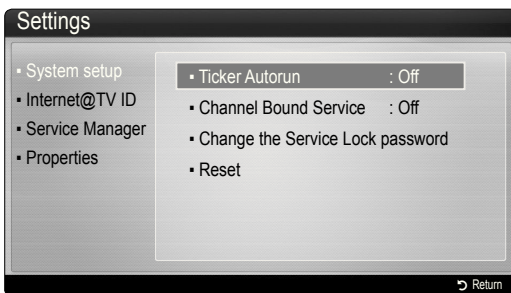 Settings
▪ System setup
▪ Internet@TV ID
▪ Service Manager
▪ Properties
▪ Ticker Autorun : Off
▪ Channel Bound Service : Off
▪ Change the Service Lock password
▪ Reset
Return